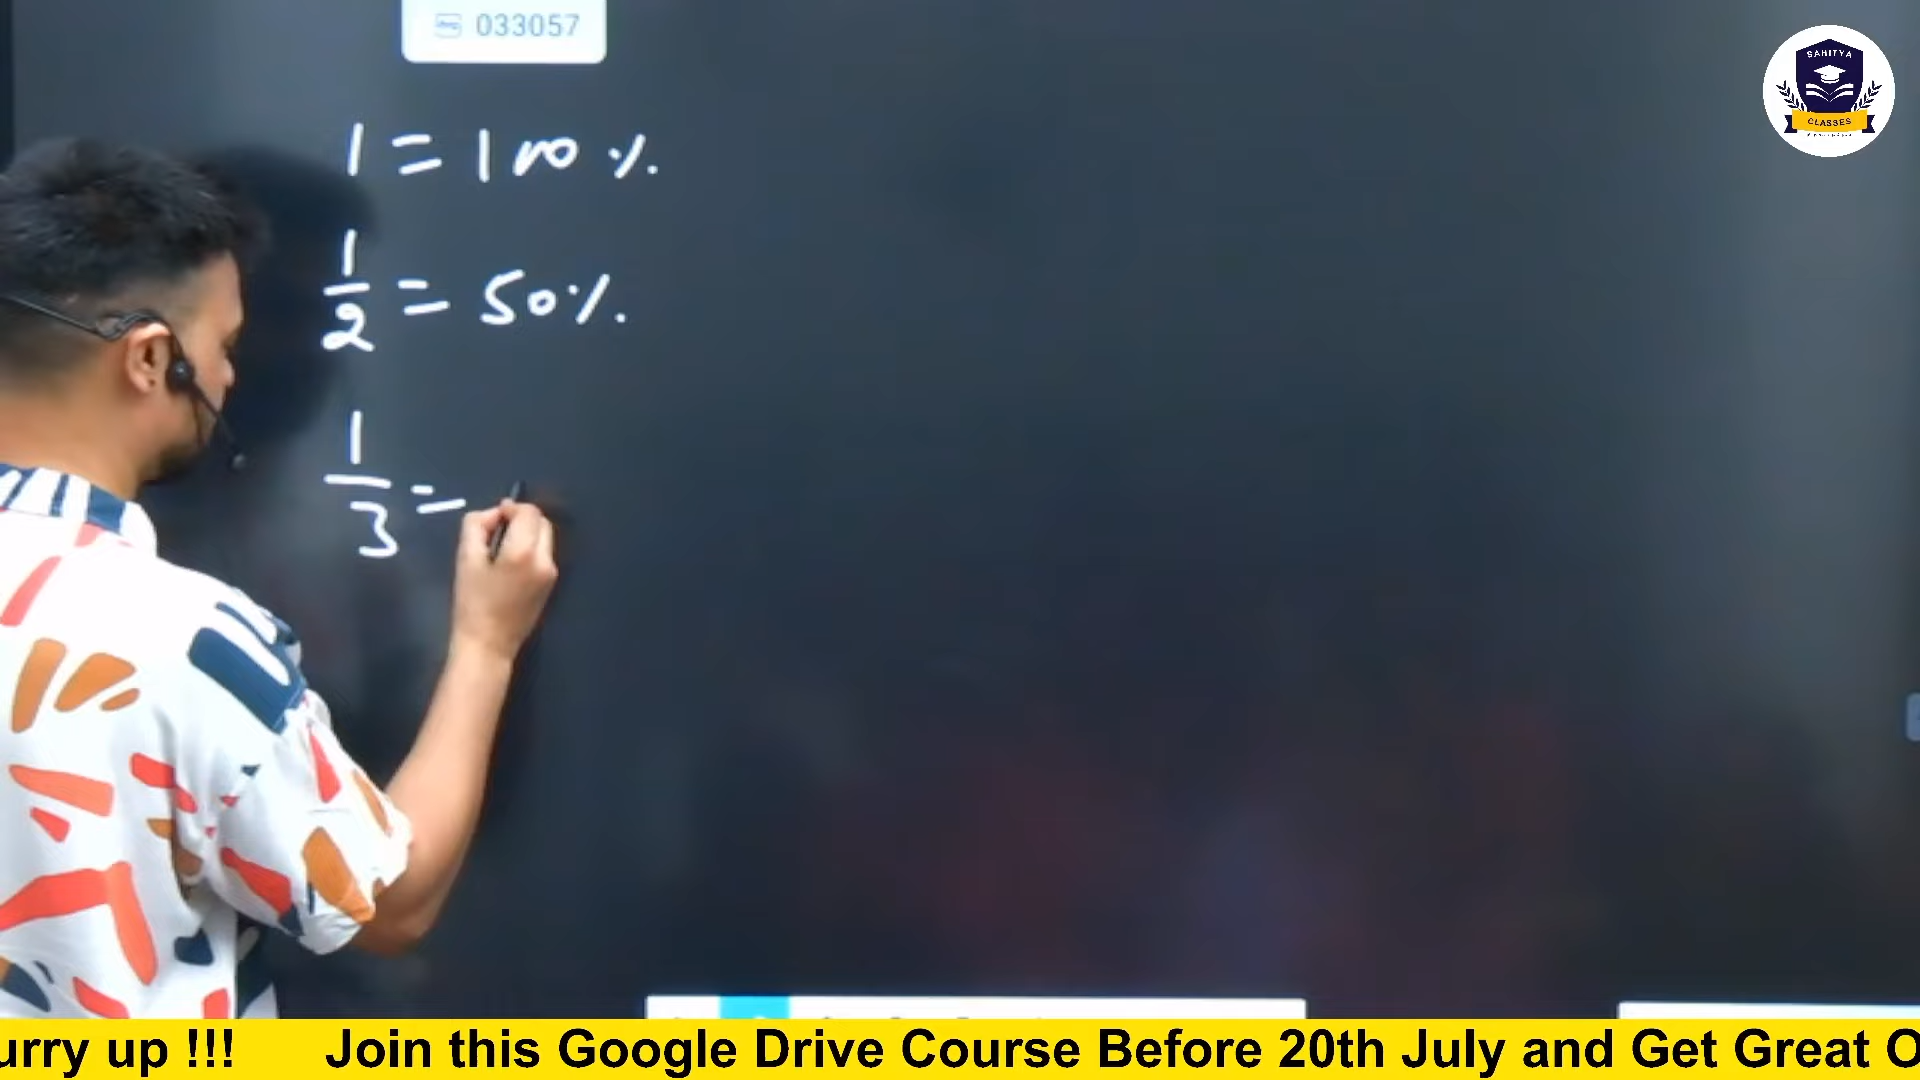 033057
SAHITYA
CLASSES
1 = 100 %.
1/2 = 50 %.
1/3 =
urry up !!! Join this Google Drive Course Before 20th July and Get Great O